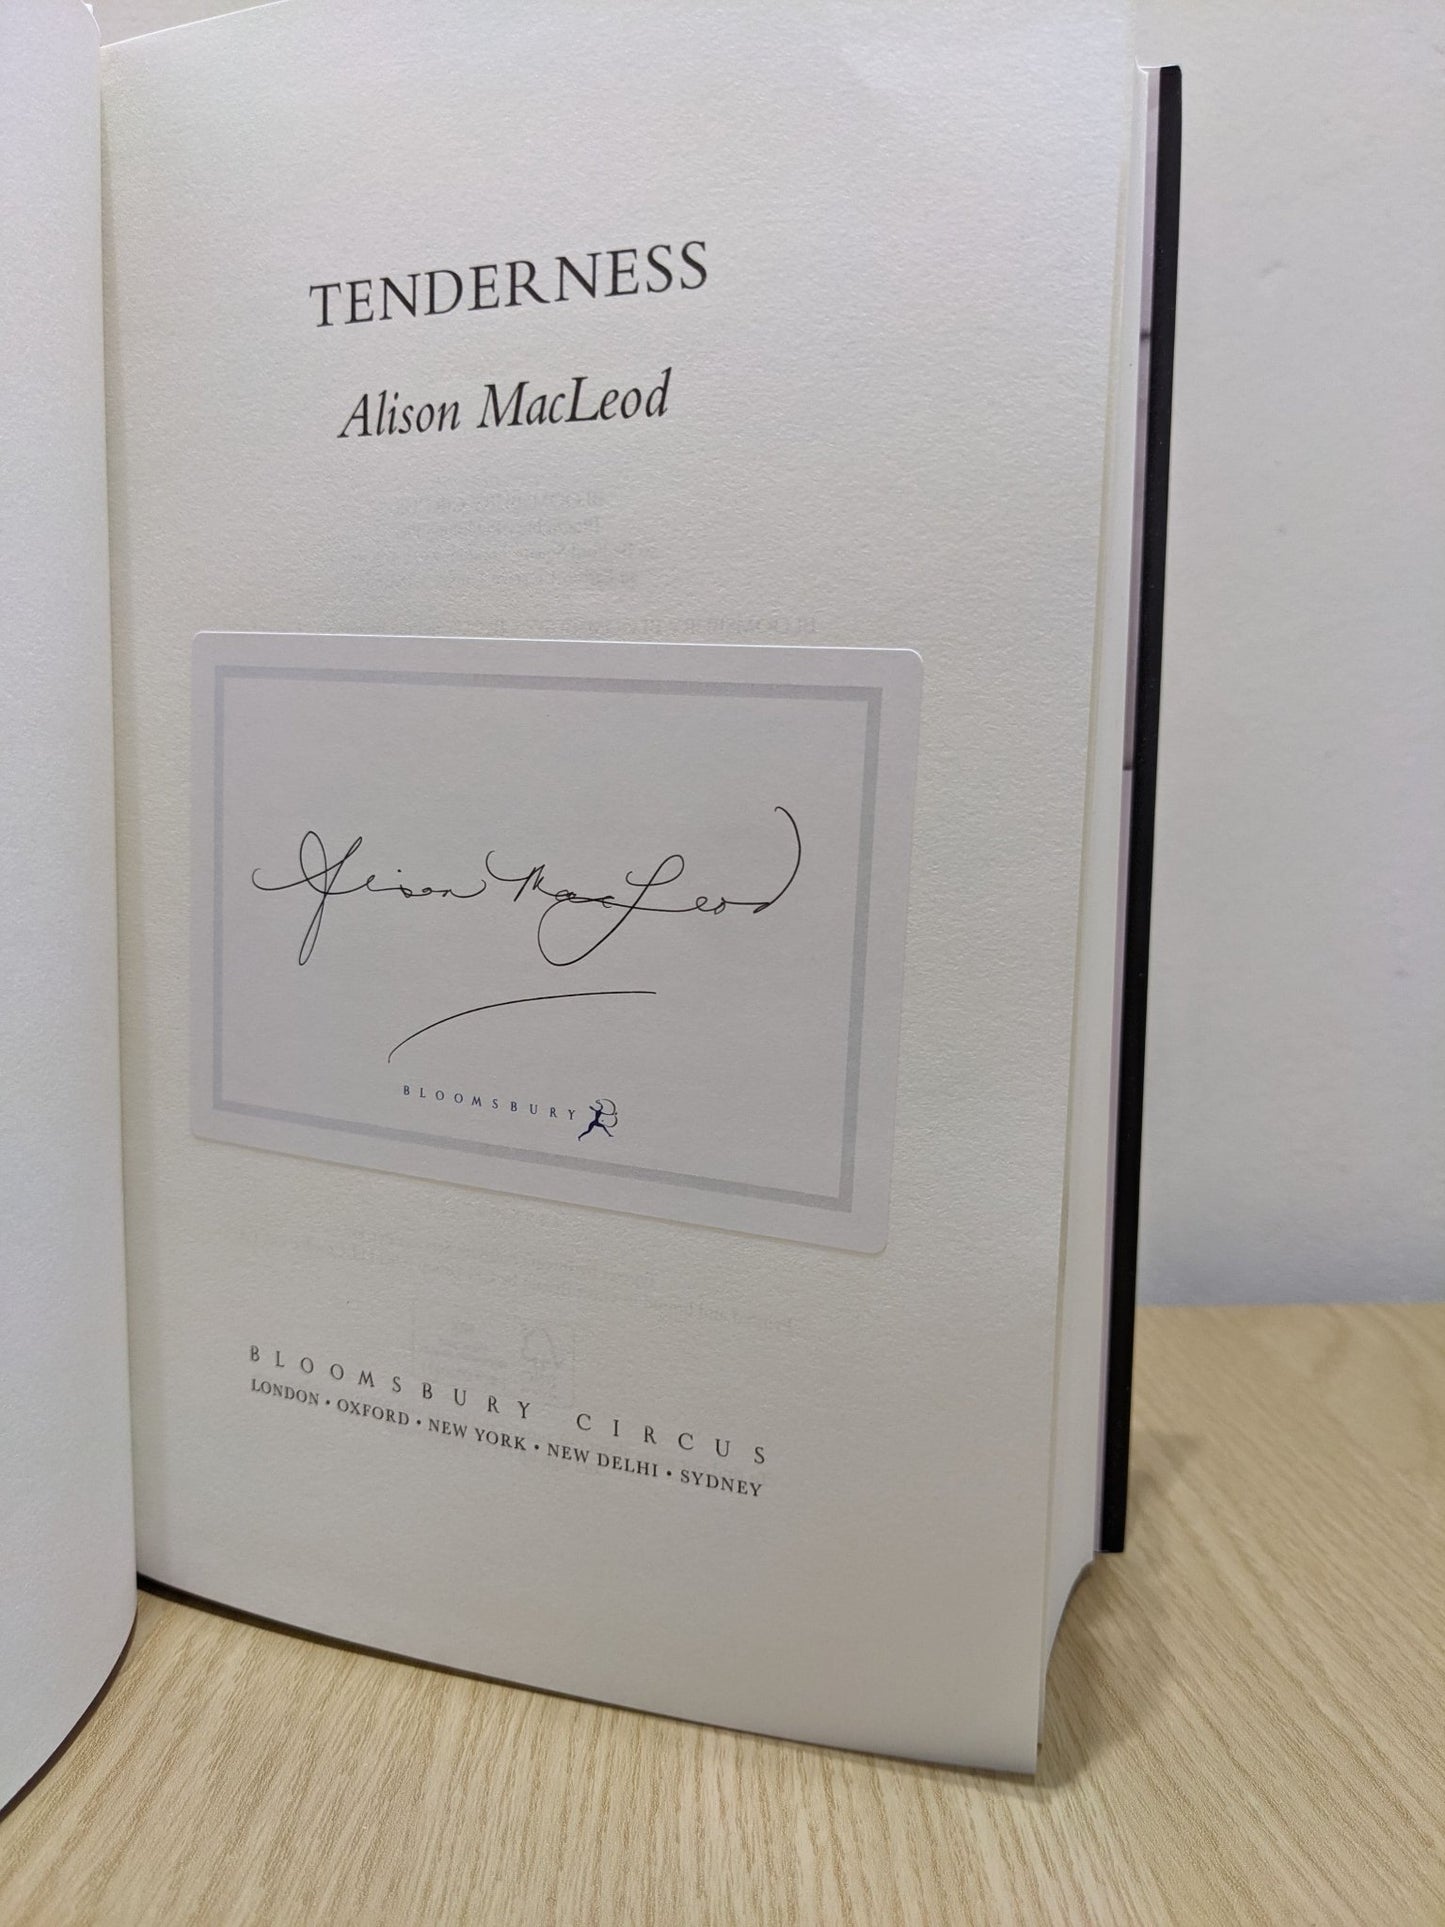 TENDERNESS
Alison MacLeod
Alison MacLeod
BLOOMSBURY
BLOOMSBURY CIRCUS
LONDON • OXFORD • NEW YORK • NEW DELHI • SYDNEY